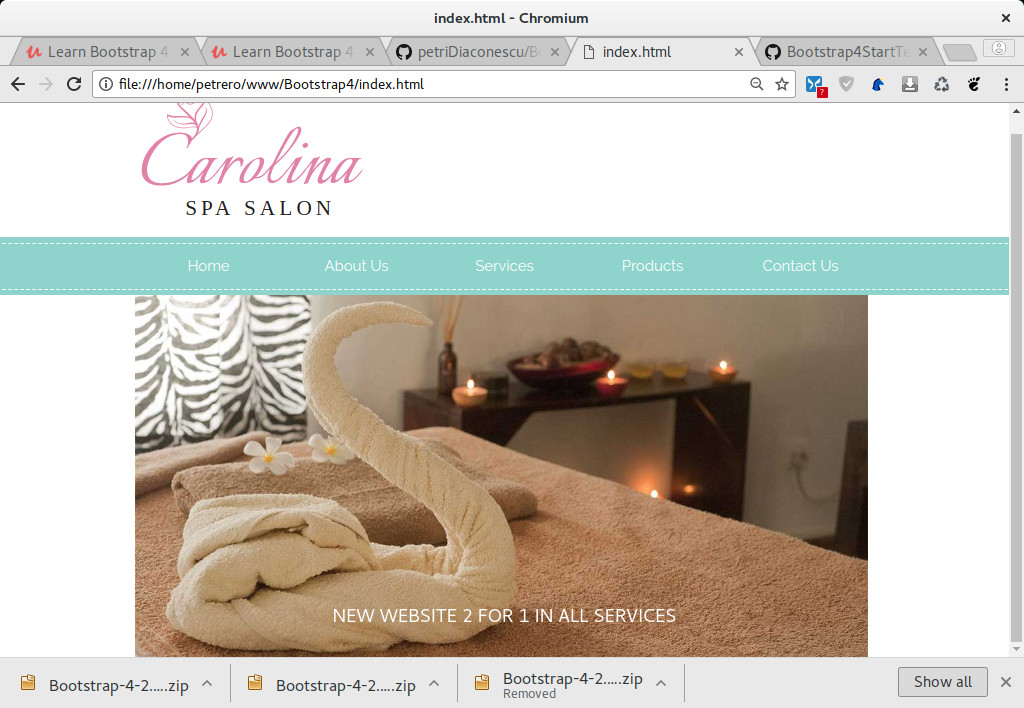 index.html - Chromium
Learn Bootstrap 4
Learn Bootstrap 4
petriDiaconescu/Bo
index.html
Bootstrap4StartTe
file:///home/petrero/www/Bootstrap4/index.html
Carolina
SPA SALON
Home About Us Services Products Contact Us
NEW WEBSITE 2 FOR 1 IN ALL SERVICES
Bootstrap-4-2.....zip
Bootstrap-4-2.....zip
Bootstrap-4-2.....zip
Removed
Show all